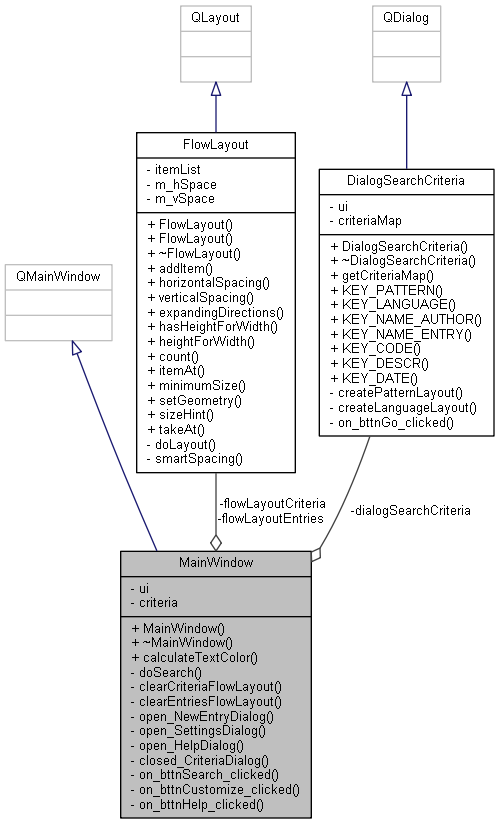 QLayout
QDialog
FlowLayout
- itemList
- m_hSpace
- m_vSpace
+ FlowLayout()
+ FlowLayout()
+ ~FlowLayout()
+ addItem()
+ horizontalSpacing()
+ verticalSpacing()
+ expandingDirections()
+ hasHeightForWidth()
+ heightForWidth()
+ count()
+ itemAt()
+ minimumSize()
+ setGeometry()
+ sizeHint()
+ takeAt()
- doLayout()
- smartSpacing()
DialogSearchCriteria
- ui
- criteriaMap
+ DialogSearchCriteria()
+ ~DialogSearchCriteria()
+ getCriteriaMap()
+ KEY_PATTERN()
+ KEY_LANGUAGE()
+ KEY_NAME_AUTHOR()
+ KEY_NAME_ENTRY()
+ KEY_CODE()
+ KEY_DESCR()
+ KEY_DATE()
- createPatternLayout()
- createLanguageLayout()
- on_bttnGo_clicked()
QMainWindow
-flowLayoutCriteria
-flowLayoutEntries
-dialogSearchCriteria
MainWindow
- ui
- criteria
+ MainWindow()
+ ~MainWindow()
+ calculateTextColor()
- doSearch()
- clearCriteriaFlowLayout()
- clearEntriesFlowLayout()
- open_NewEntryDialog()
- open_SettingsDialog()
- open_HelpDialog()
- closed_CriteriaDialog()
- on_bttnSearch_clicked()
- on_bttnCustomize_clicked()
- on_bttnHelp_clicked()